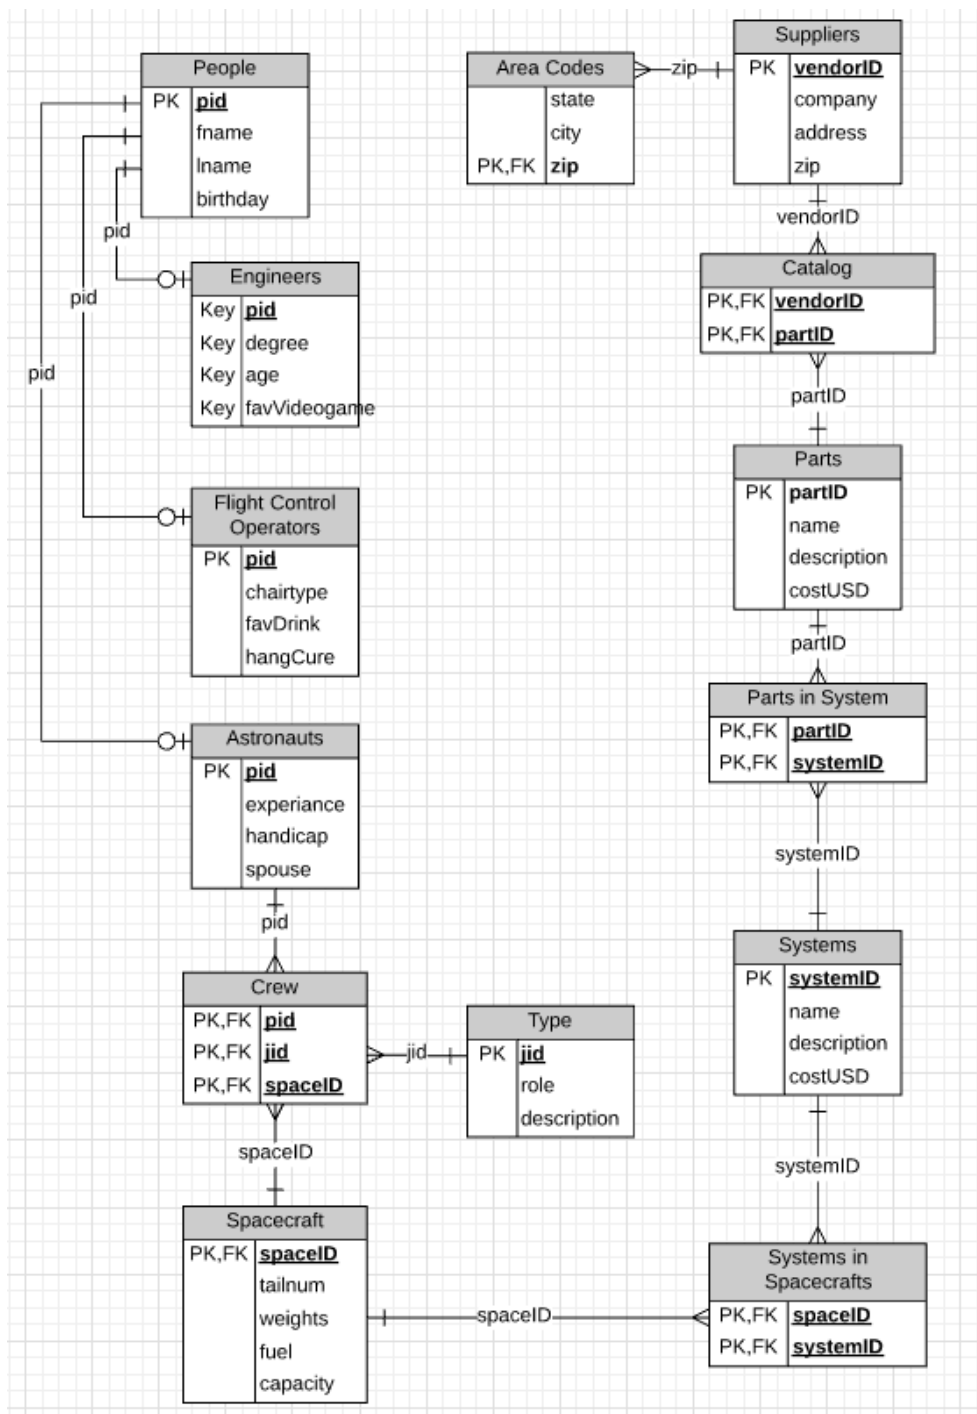 People
PK pid
fname
lname
birthday
pid
pid
pid
Engineers
Key pid
Key degree
Key age
Key favVideogame
Flight Control
Operators
PK pid
chairtype
favDrink
hangCure
Astronauts
PK pid
experiance
handicap
spouse
pid
Crew
PK,FK pid
PK,FK jid
PK,FK spaceID
jid
Type
PK jid
role
description
spaceID
Spacecraft
PK,FK spaceID
tailnum
weights
fuel
capacity
spaceID
Area Codes
state
city
PK,FK zip
zip
Suppliers
PK vendorID
company
address
zip
vendorID
Catalog
PK,FK vendorID
PK,FK partID
partID
Parts
PK partID
name
description
costUSD
partID
Parts in System
PK,FK partID
PK,FK systemID
systemID
Systems
PK systemID
name
description
costUSD
systemID
Systems in
Spacecrafts
PK,FK spaceID
PK,FK systemID